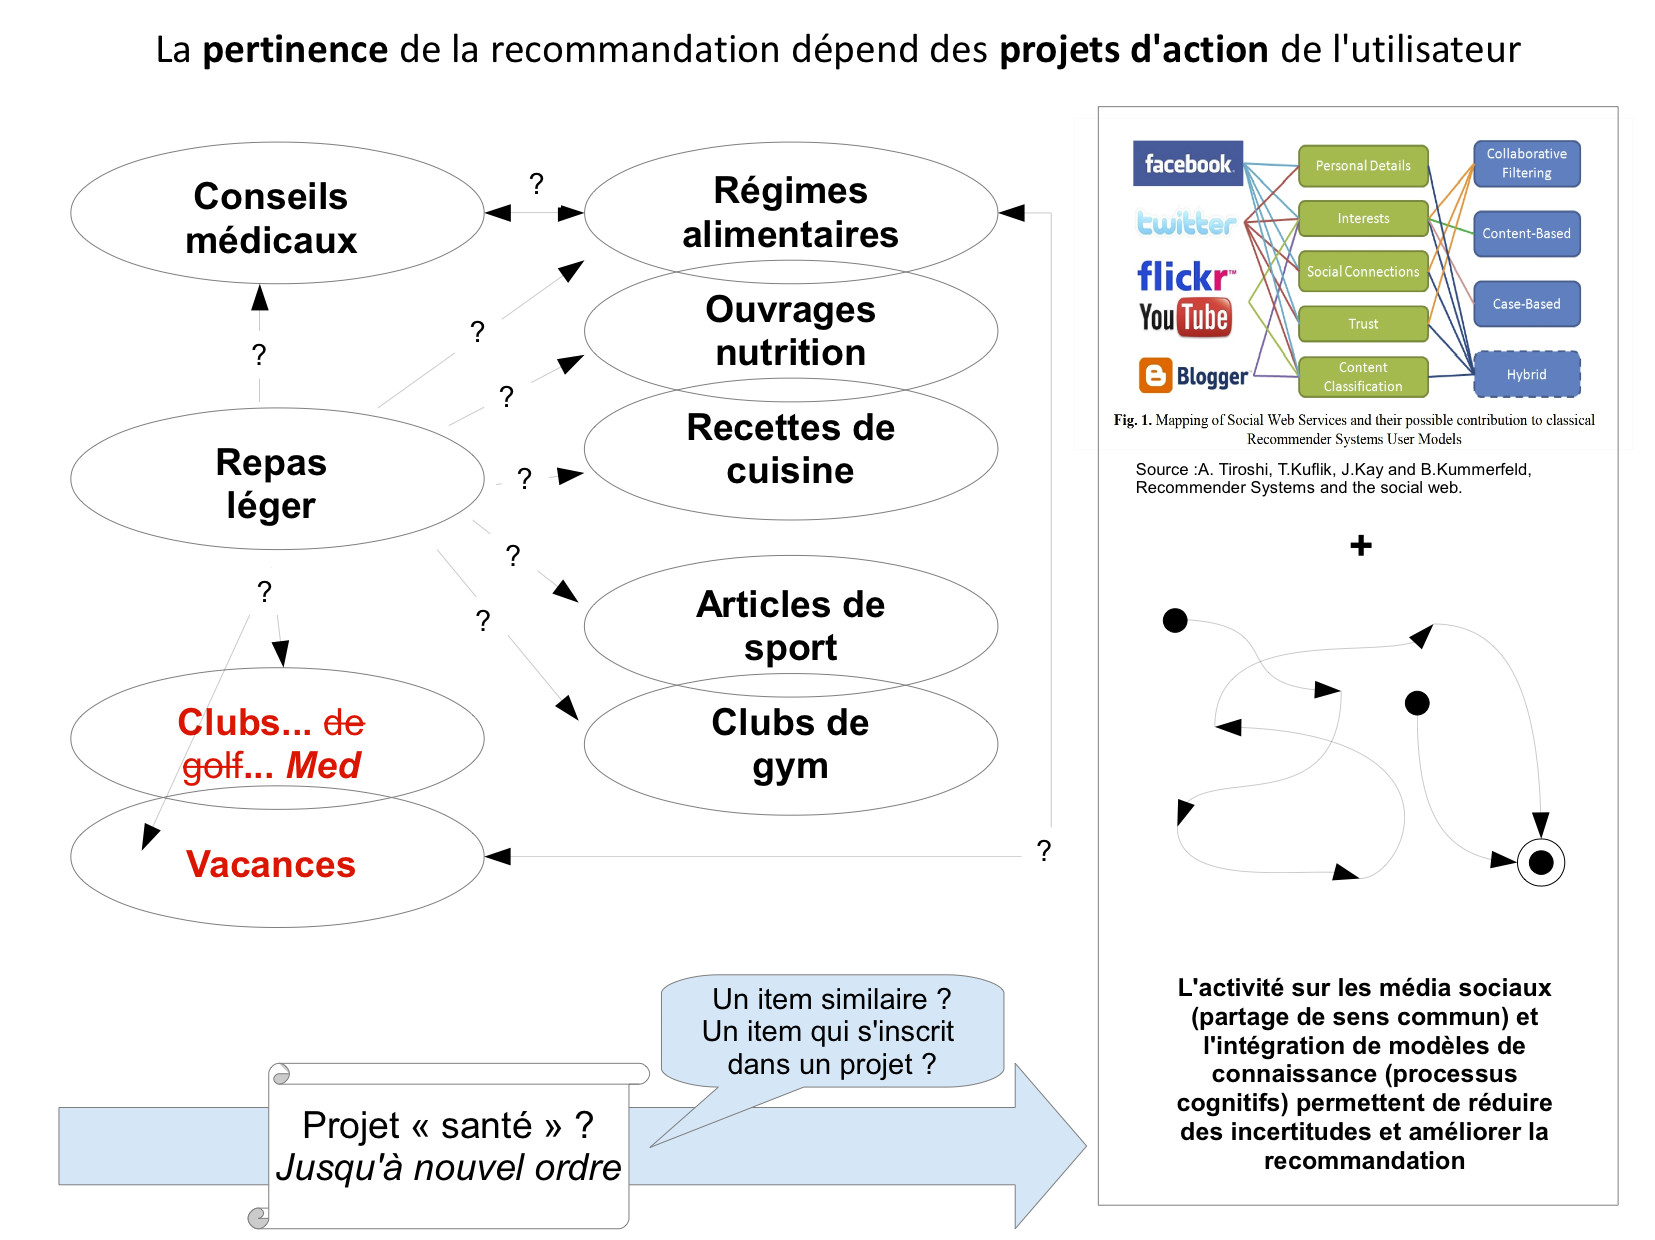 La pertinence de la recommandation dépend des projets d'action de l'utilisateur
Conseils
médicaux
?
Régimes
alimentaires
?
?
Ouvrages
nutrition
?
Recettes de
cuisine
Repas
léger
?
?
Articles de
sport
?
?
Clubs de
gym
Clubs... de
golf... Med
Vacances
?
Un item similaire ?
Un item qui s'inscrit
dans un projet ?
Projet « santé » ?
Jusqu'à nouvel ordre
facebook
twitter
flickr™
YouTube
Blogger
Personal Details
Interests
Social Connections
Trust
Content
Classification
Collaborative
Filtering
Content-Based
Case-Based
Hybrid
Fig. 1. Mapping of Social Web Services and their possible contribution to classical
Recommender Systems User Models
Source :A. Tiroshi, T.Kuflik, J.Kay and B.Kummerfeld,
Recommender Systems and the social web.
+
L'activité sur les média sociaux
(partage de sens commun) et
l'intégration de modèles de
connaissance (processus
cognitifs) permettent de réduire
des incertitudes et améliorer la
recommandation